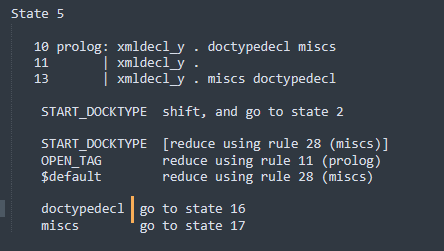 State 5
10 prolog: xmldecl_y . doctypedecl miscs
11 | xmldecl_y .
13 | xmldecl_y . miscs doctypedecl
START_DOCKTYPE shift, and go to state 2
START_DOCKTYPE [reduce using rule 28 (miscs)]
OPEN_TAG reduce using rule 11 (prolog)
$default reduce using rule 28 (miscs)
doctypedecl go to state 16
miscs go to state 17